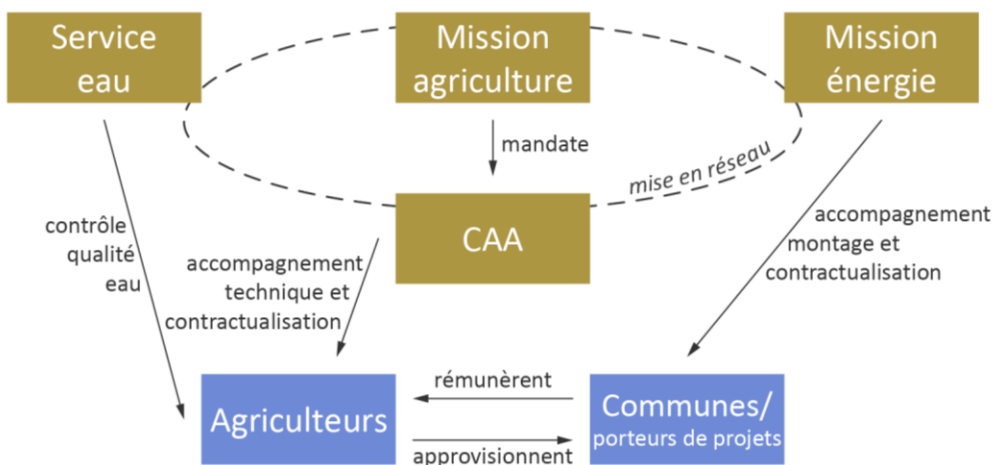 Service
eau
Mission
agriculture
Mission
énergie
mandate
mise en réseau
CAA
contrôle
qualité
eau
accompagnement
technique et
contractualisation
accompagnement
montage et
contractualisation
Agriculteurs
rémunèrent
approvisionnent
Communes/
porteurs de projets